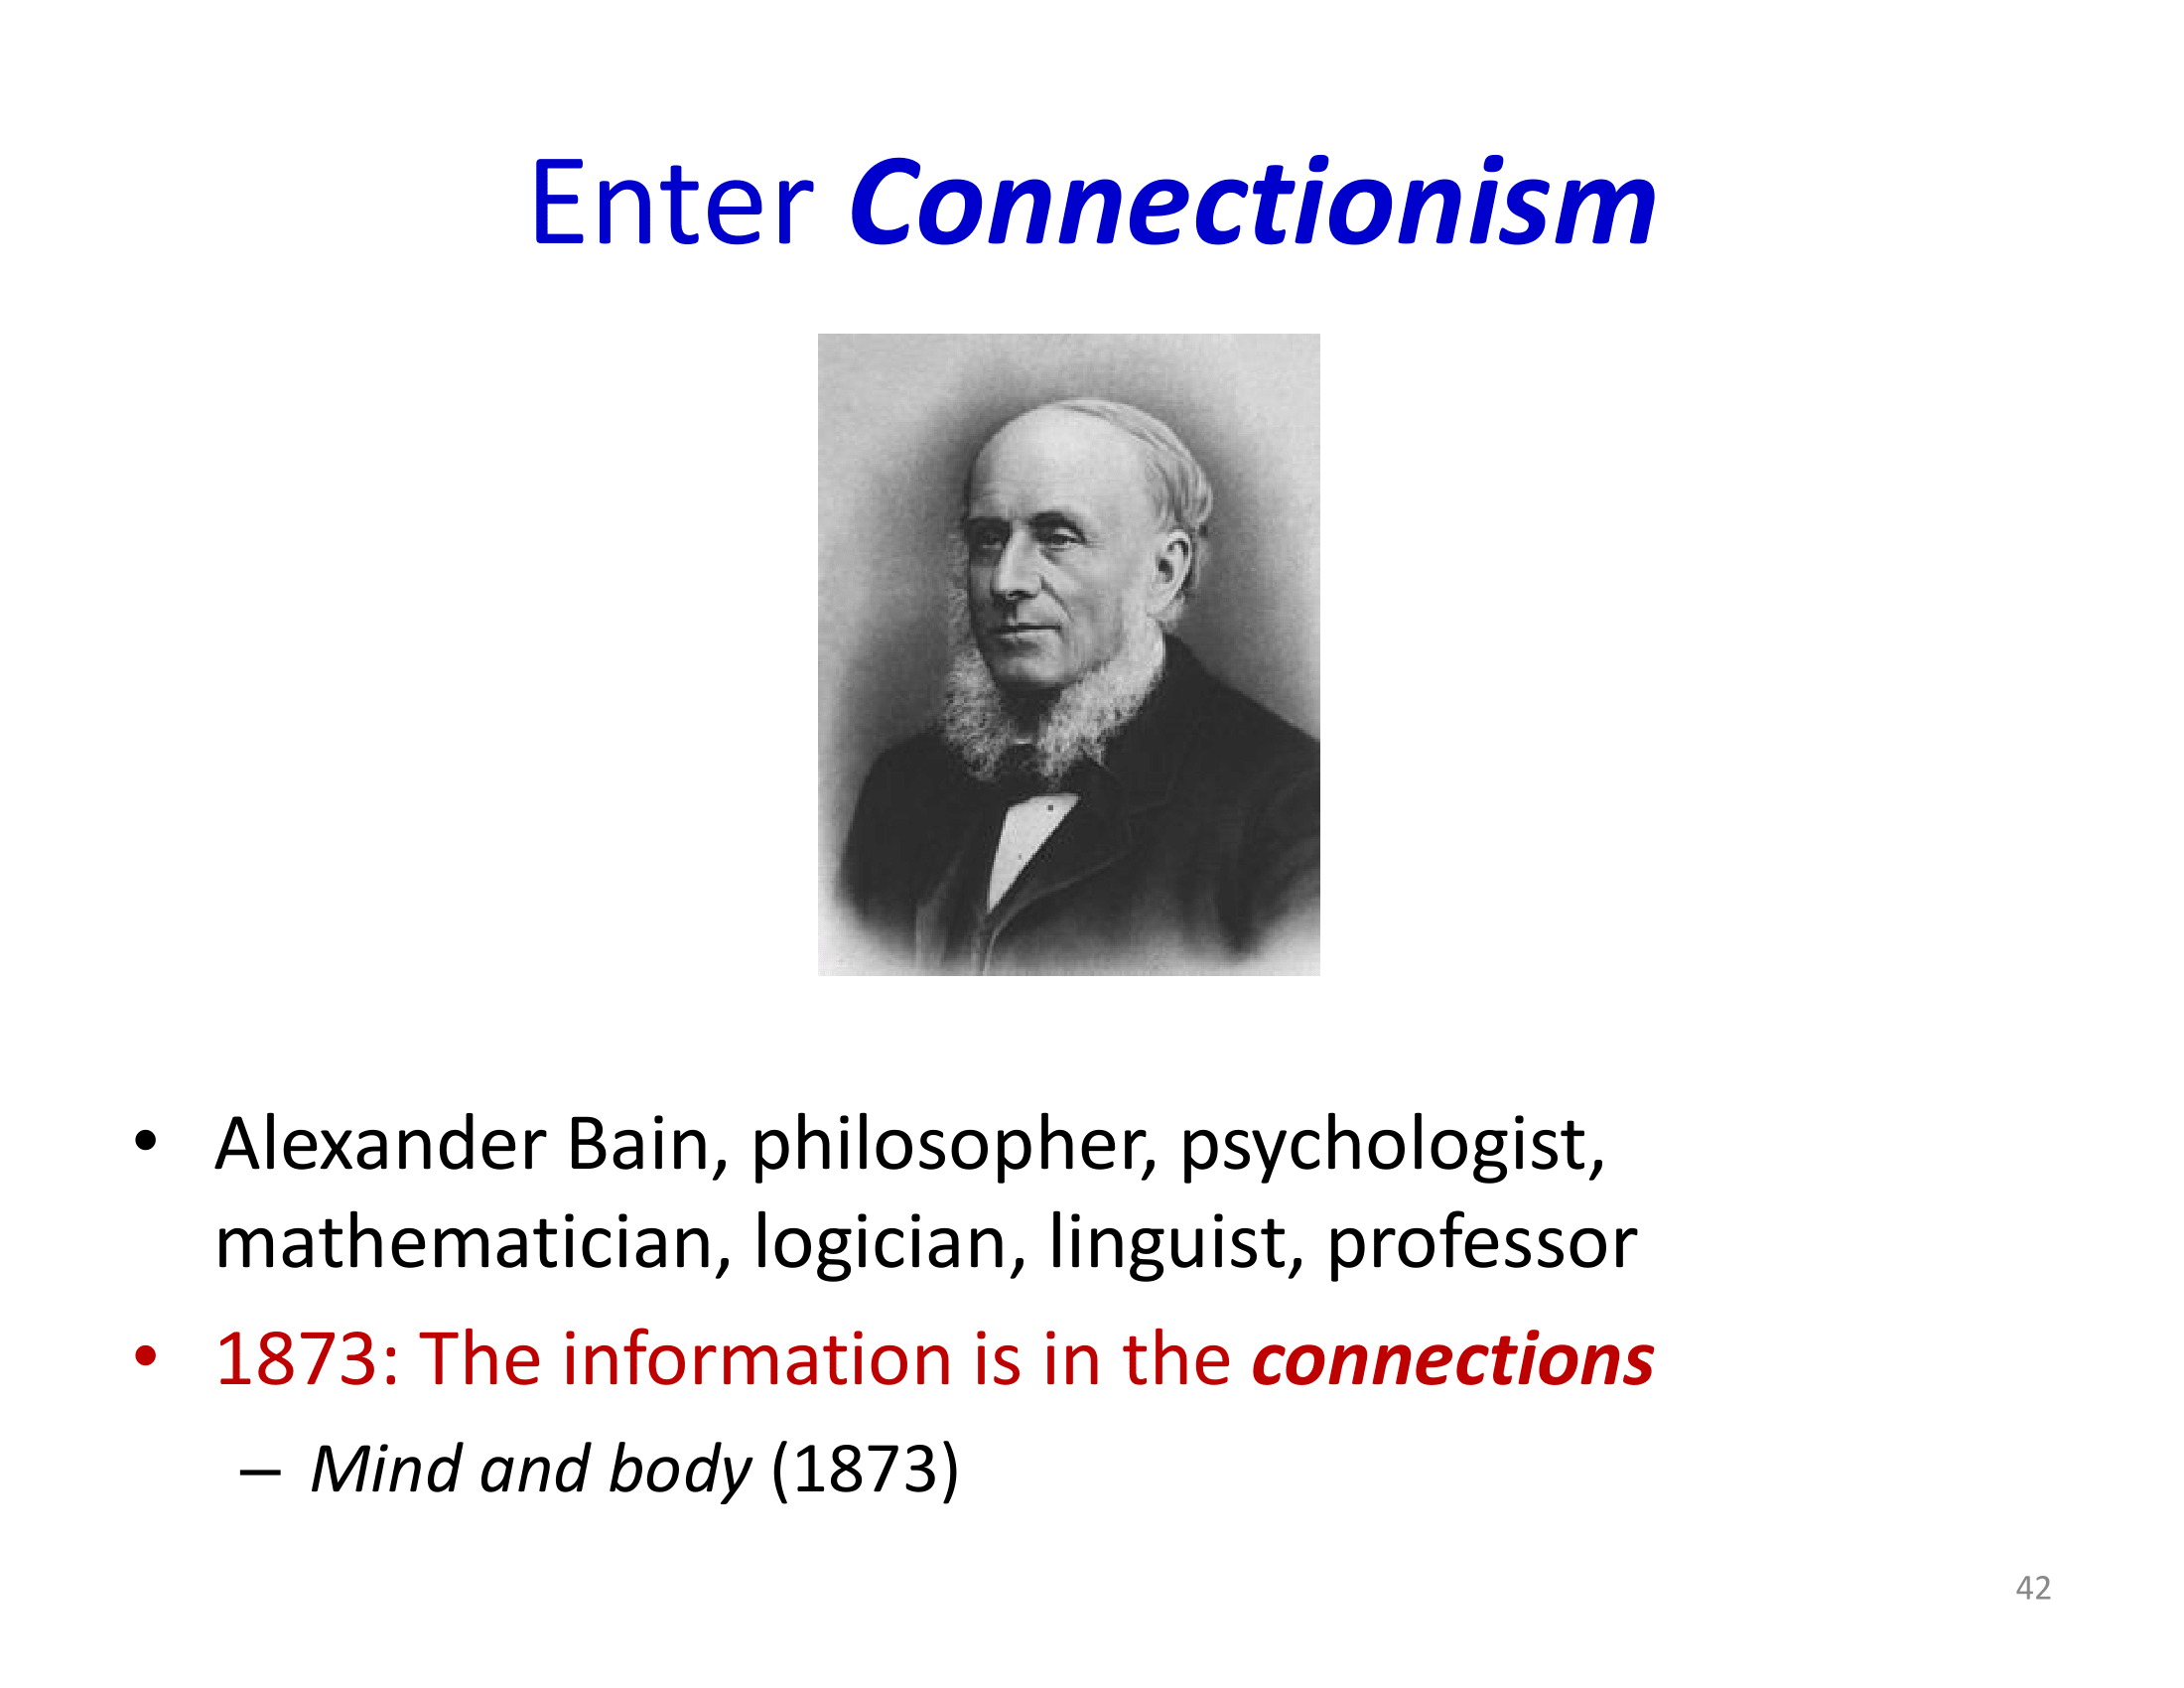 Enter Connectionism
• Alexander Bain, philosopher, psychologist,
mathematician, logician, linguist, professor
• 1873: The information is in the connections
– Mind and body (1873)
42